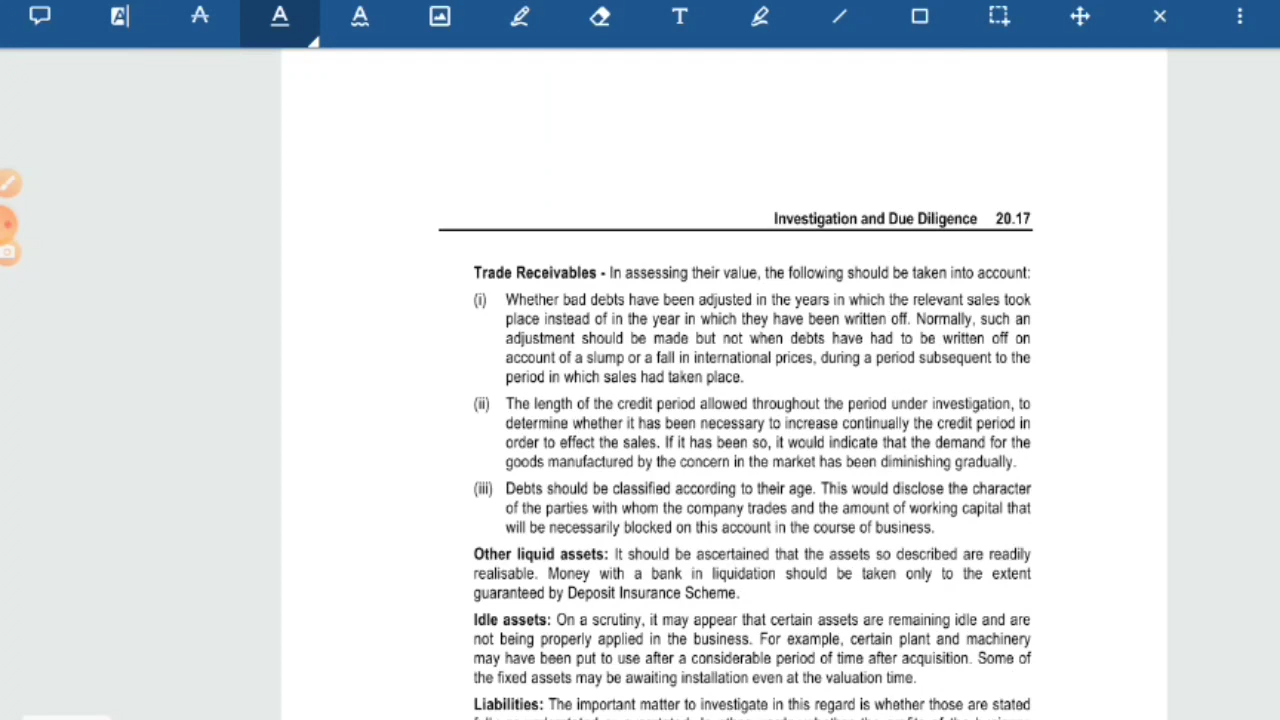 Investigation and Due Diligence 20.17
Trade Receivables - In assessing their value, the following should be taken into account:
(i) Whether bad debts have been adjusted in the years in which the relevant sales took
place instead of in the year in which they have been written off. Normally, such an
adjustment should be made but not when debts have had to be written off on
account of a slump or a fall in international prices, during a period subsequent to the
period in which sales had taken place.
(ii) The length of the credit period allowed throughout the period under investigation, to
determine whether it has been necessary to increase continually the credit period in
order to effect the sales. If it has been so, it would indicate that the demand for the
goods manufactured by the concern in the market has been diminishing gradually.
(iii) Debts should be classified according to their age. This would disclose the character
of the parties with whom the company trades and the amount of working capital that
will be necessarily blocked on this account in the course of business.
Other liquid assets: It should be ascertained that the assets so described are readily
realisable. Money with a bank in liquidation should be taken only to the extent
guaranteed by Deposit Insurance Scheme.
Idle assets: On a scrutiny, it may appear that certain assets are remaining idle and are
not being properly applied in the business. For example, certain plant and machinery
may have been put to use after a considerable period of time after acquisition. Some of
the fixed assets may be awaiting installation even at the valuation time.
Liabilities: The important matter to investigate in this regard is whether those are stated